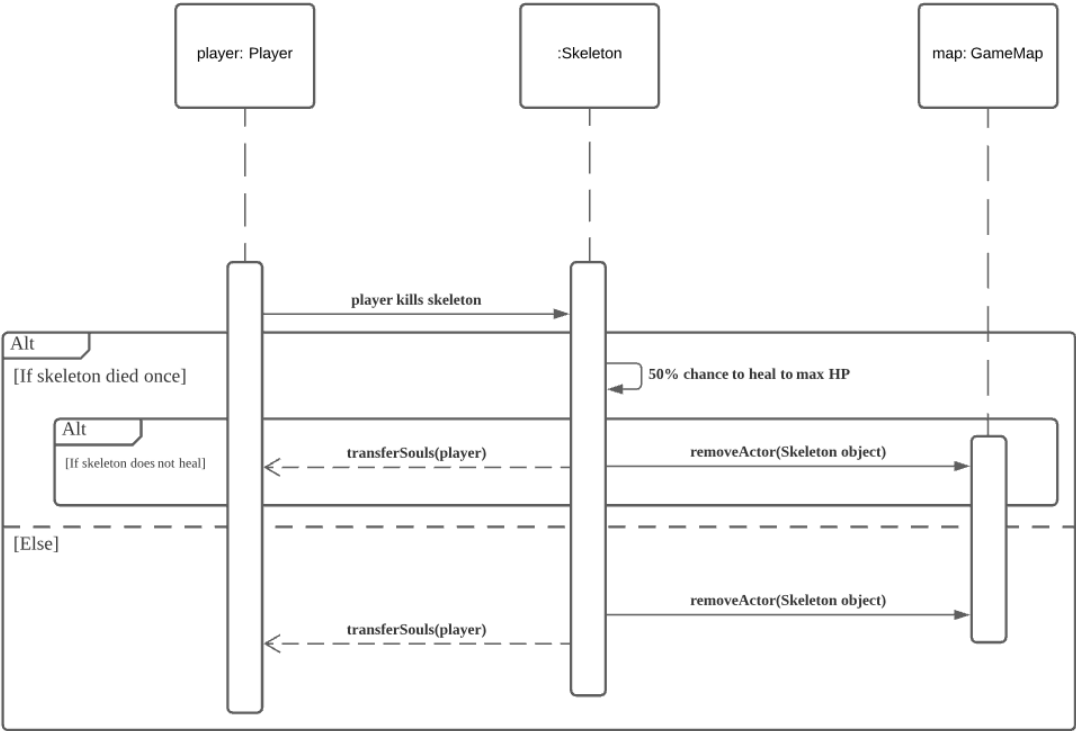 player: Player
:Skeleton
map: GameMap
player kills skeleton
Alt
[If skeleton died once]
50% chance to heal to max HP
Alt
[If skeleton does not heal]
transferSouls(player)
removeActor(Skeleton object)
[Else]
removeActor(Skeleton object)
transferSouls(player)